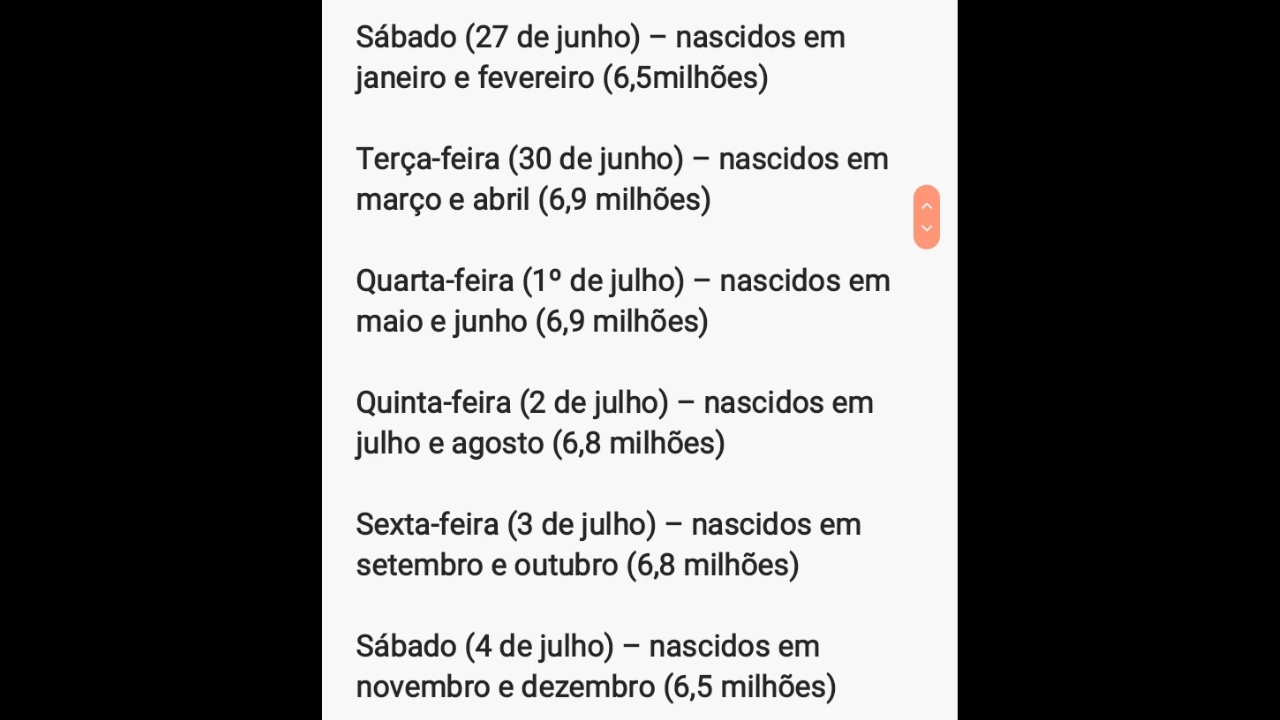 Sábado (27 de junho) – nascidos em
janeiro e fevereiro (6,5milhões)
Terça-feira (30 de junho) – nascidos em
março e abril (6,9 milhões)
Quarta-feira (1º de julho) – nascidos em
maio e junho (6,9 milhões)
Quinta-feira (2 de julho) – nascidos em
julho e agosto (6,8 milhões)
Sexta-feira (3 de julho) – nascidos em
setembro e outubro (6,8 milhões)
Sábado (4 de julho) – nascidos em
novembro e dezembro (6,5 milhões)